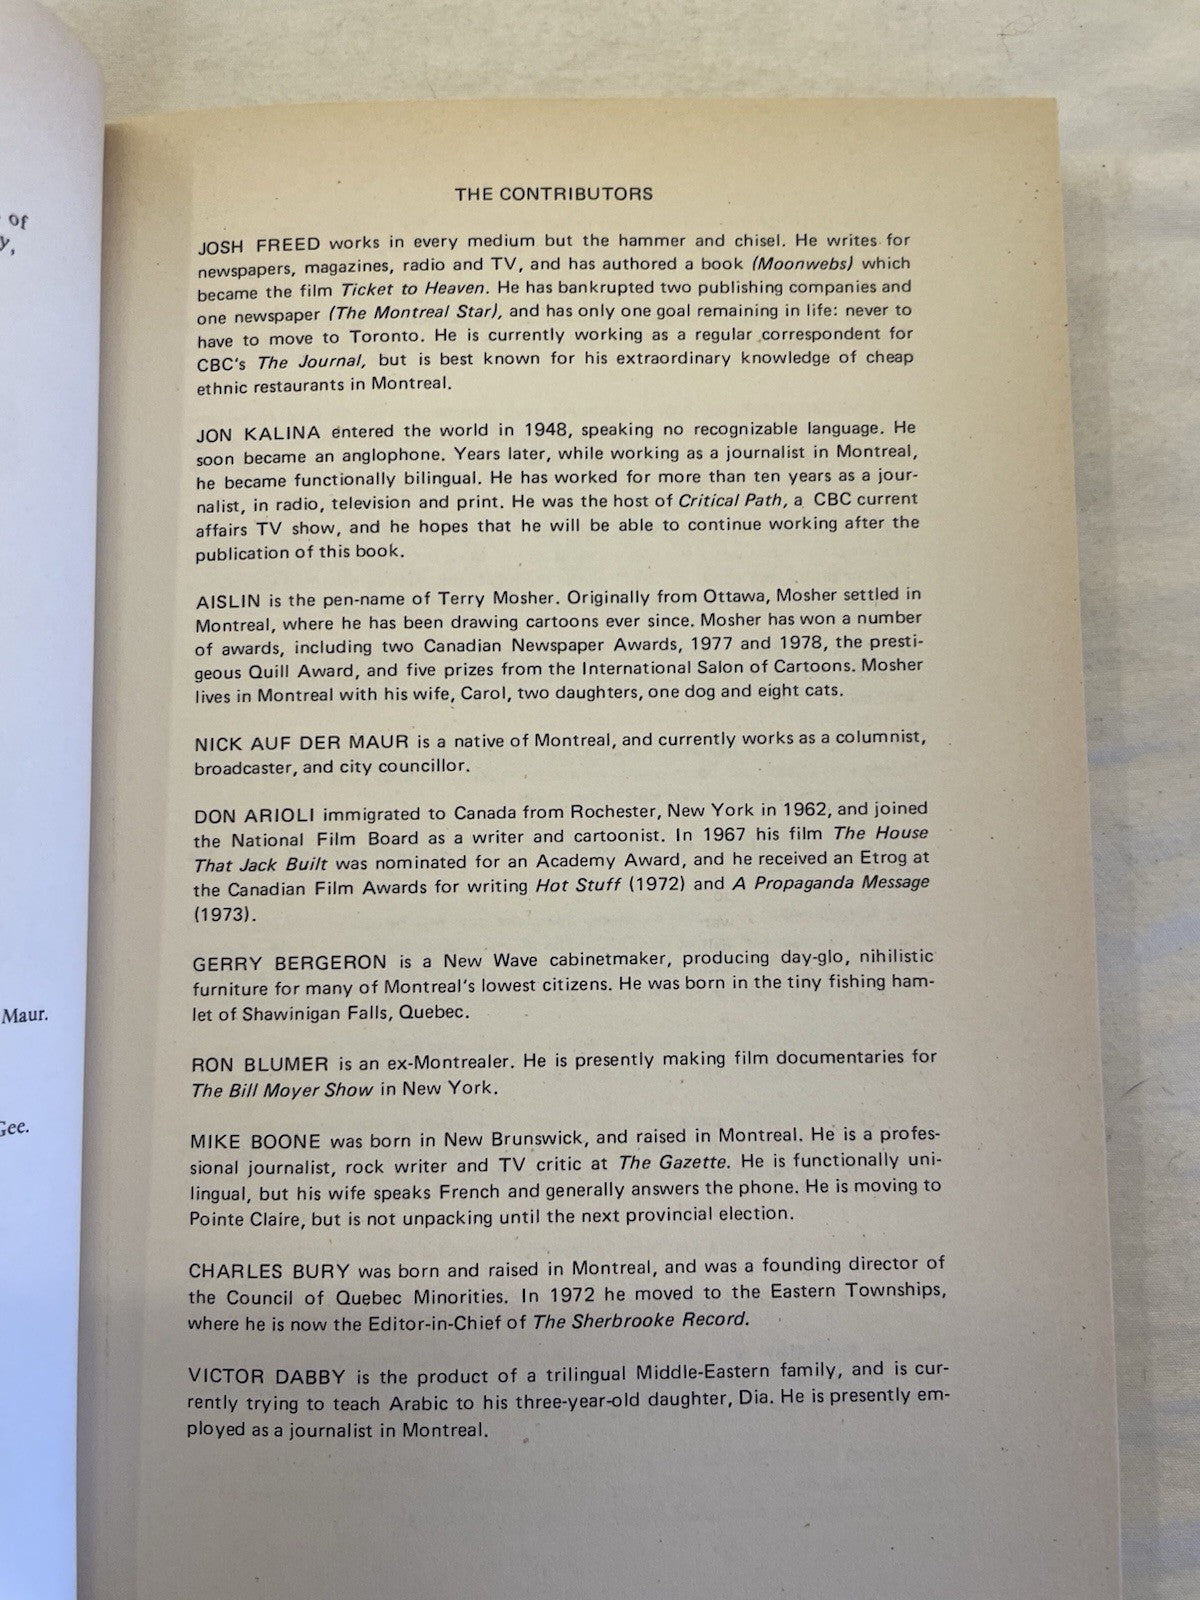 of
y,
Maur.
Gee.
THE CONTRIBUTORS
JOSH FREED works in every medium but the hammer and chisel. He writes for
newspapers, magazines, radio and TV, and has authored a book (Moonwebs) which
became the film Ticket to Heaven. He has bankrupted two publishing companies and
one newspaper (The Montreal Star), and has only one goal remaining in life: never to
have to move to Toronto. He is currently working as a regular correspondent for
CBC's The Journal, but is best known for his extraordinary knowledge of cheap
ethnic restaurants in Montreal.
JON KALINA entered the world in 1948, speaking no recognizable language. He
soon became an anglophone. Years later, while working as a journalist in Montreal,
he became functionally bilingual. He has worked for more than ten years as a jour-
nalist, in radio, television and print. He was the host of Critical Path, a CBC current
affairs TV show, and he hopes that he will be able to continue working after the
publication of this book.
AISLIN is the pen-name of Terry Mosher. Originally from Ottawa, Mosher settled in
Montreal, where he has been drawing cartoons ever since. Mosher has won a number
of awards, including two Canadian Newspaper Awards, 1977 and 1978, the presti-
geous Quill Award, and five prizes from the International Salon of Cartoons. Mosher
lives in Montreal with his wife, Carol, two daughters, one dog and eight cats.
NICK AUF DER MAUR is a native of Montreal, and currently works as a columnist,
broadcaster, and city councillor.
DON ARIOLI immigrated to Canada from Rochester, New York in 1962, and joined
the National Film Board as a writer and cartoonist. In 1967 his film The House
That Jack Built was nominated for an Academy Award, and he received an Etrog at
the Canadian Film Awards for writing Hot Stuff (1972) and A Propaganda Message
(1973).
GERRY BERGERON is a New Wave cabinetmaker, producing day-glo, nihilistic
furniture for many of Montreal's lowest citizens. He was born in the tiny fishing ham-
let of Shawinigan Falls, Quebec.
RON BLUMER is an ex-Montrealer. He is presently making film documentaries for
The Bill Moyer Show in New York.
MIKE BOONE was born in New Brunswick, and raised in Montreal. He is a profes-
sional journalist, rock writer and TV critic at The Gazette. He is functionally uni-
lingual, but his wife speaks French and generally answers the phone. He is moving to
Pointe Claire, but is not unpacking until the next provincial election.
CHARLES BURY was born and raised in Montreal, and was a founding director of
the Council of Quebec Minorities. In 1972 he moved to the Eastern Townships,
where he is now the Editor-in-Chief of The Sherbrooke Record.
VICTOR DABBY is the product of a trilingual Middle-Eastern family, and is cur-
rently trying to teach Arabic to his three-year-old daughter, Dia. He is presently em-
ployed as a journalist in Montreal.